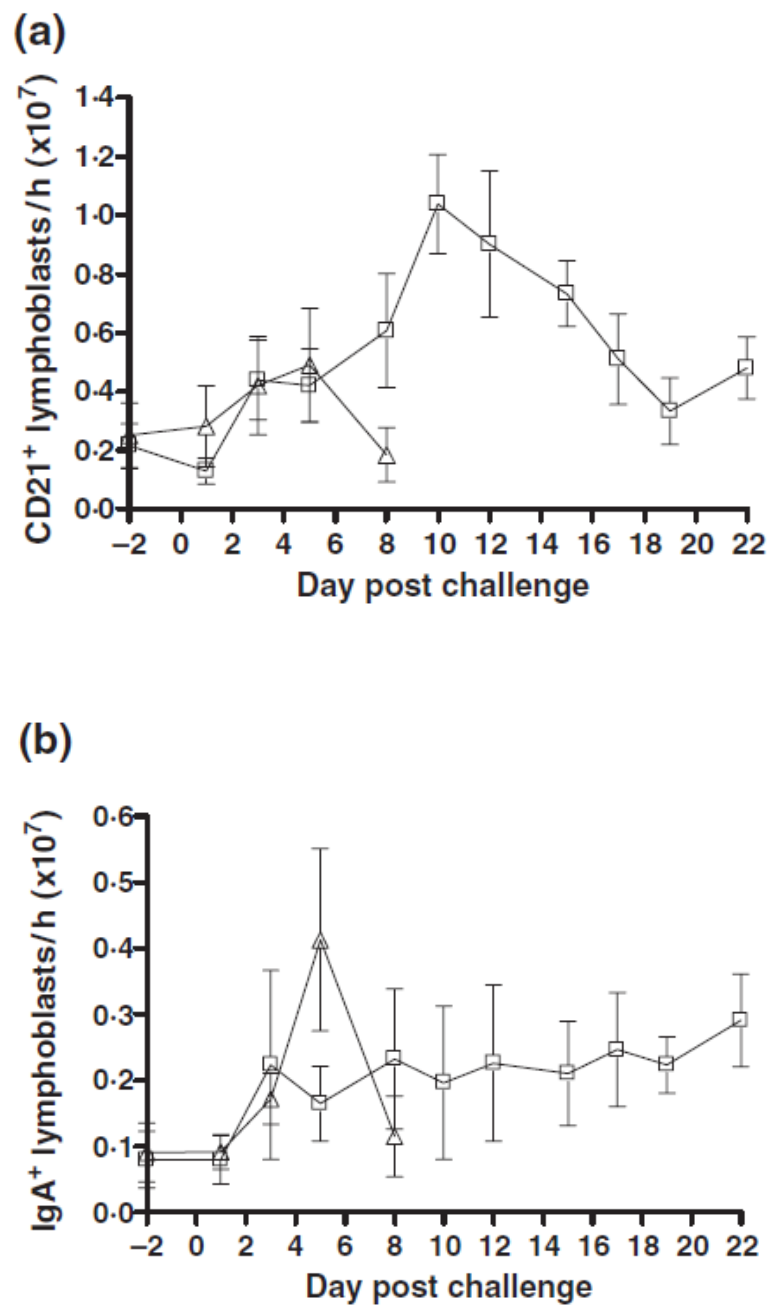 (a)
CD21+ lymphoblasts/h (x10⁷)
1·4
1·2
1·0
0·8
0·6
0·4
0·2
0·0
–2 0 2 4 6 8 10 12 14 16 18 20 22
Day post challenge
(b)
IgA+ lymphoblasts/h (x10⁷)
0·6
0·5
0·4
0·3
0·2
0·1
0·0
–2 0 2 4 6 8 10 12 14 16 18 20 22
Day post challenge